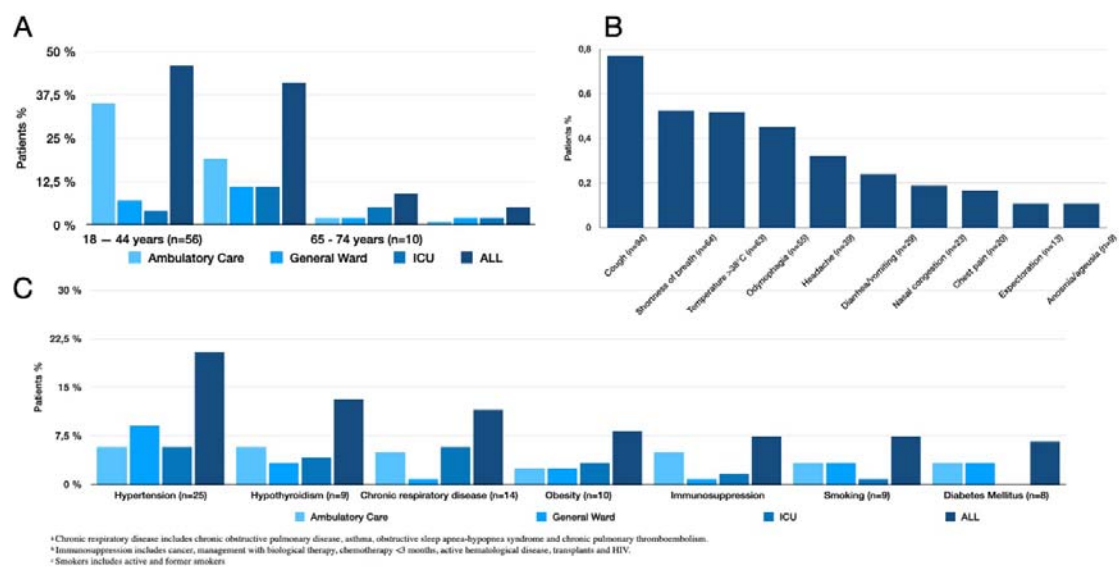 A
50 %
37,5 %
25 %
12,5 %
0 %
Patients %
18 — 44 years (n=56)
65 - 74 years (n=10)
Ambulatory Care
General Ward
ICU
ALL
B
0,8
0,6
0,4
0,2
0
Patients %
Cough (n=94)
Shortness of breath (n=64)
Temperature >38°C (n=63)
Odynophagia (n=55)
Headache (n=39)
Diarrhea/vomiting (n=29)
Nasal congestion (n=23)
Chest pain (n=20)
Expectoration (n=13)
Anosmia/ageusia (n=9)
C
30 %
22,5 %
15 %
7,5 %
0 %
Patients %
Hypertension (n=25)
Hypothyroidism (n=9)
Chronic respiratory disease (n=14)
Obesity (n=10)
Immunosuppression
Smoking (n=9)
Diabetes Mellitus (n=8)
Ambulatory Care
General Ward
ICU
ALL
ᵃ Chronic respiratory disease includes chronic obstructive pulmonary disease, asthma, obstructive sleep apnea-hypopnea syndrome and chronic pulmonary thromboembolism.
ᵇ Immunosuppression includes cancer, management with biological therapy, chemotherapy <3 months, active hematological disease, transplants and HIV.
ᶜ Smokers includes active and former smokers